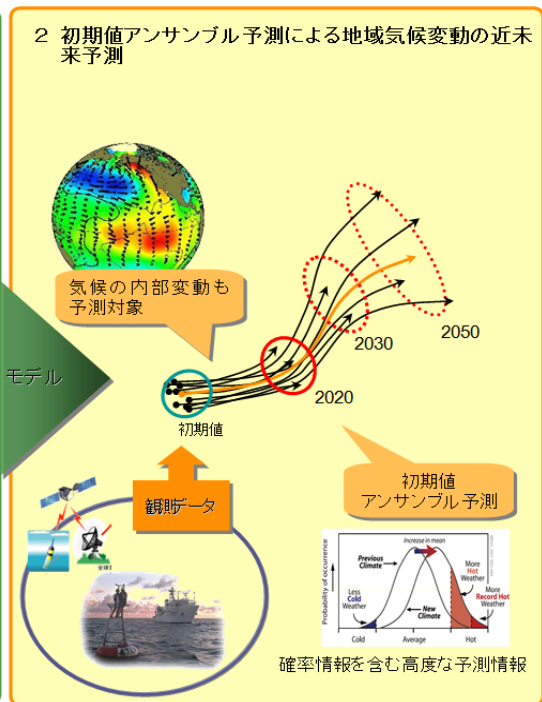 2 初期値アンサンブル予測による地域気候変動の近未
来予測
気候の内部変動も
予測対象
モデル
2050
2030
2020
初期値
観測データ
初期値
アンサンブル予測
Increase in mean
Probability of occurrence
Previous
Climate
More
Hot
Weather
Less
Cold
Weather
More
Record Hot
Weather
New
Climate
Cold
Average
Hot
確率情報を含む高度な予測情報